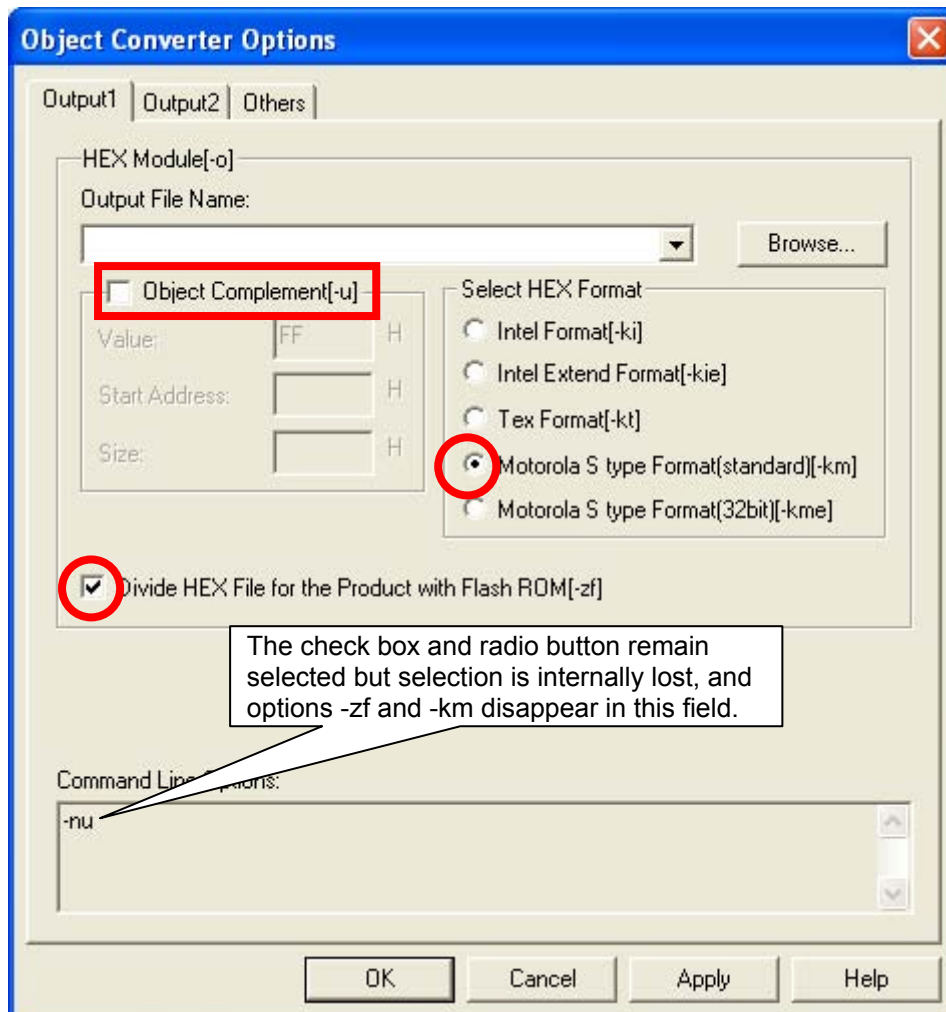 Object Converter Options
Output1
Output2
Others
HEX Module[-o]
Output File Name:
Browse...
Object Complement[-u]
Value:
FF
H
Start Address:
H
Size:
H
Select HEX Format
Intel Format[-ki]
Intel Extend Format[-kie]
Tex Format[-kt]
Motorola S type Format(standard)[-km]
Motorola S type Format(32bit)[-kme]
Divide HEX File for the Product with Flash ROM[-zf]
The check box and radio button remain
selected but selection is internally lost, and
options -zf and -km disappear in this field.
Command Line Options:
-nu
OK
Cancel
Apply
Help